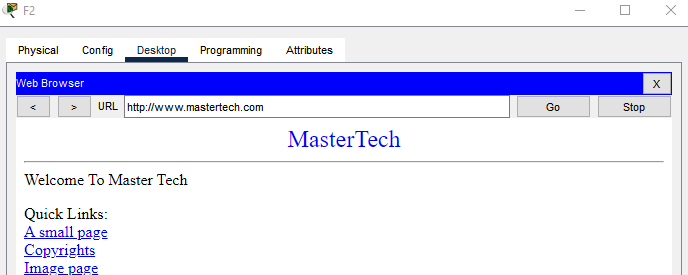 F2
Physical Config Desktop Programming Attributes
Web Browser X
< > URL http://www.mastertech.com Go Stop
MasterTech
Welcome To Master Tech
Quick Links:
A small page
Copyrights
Image page